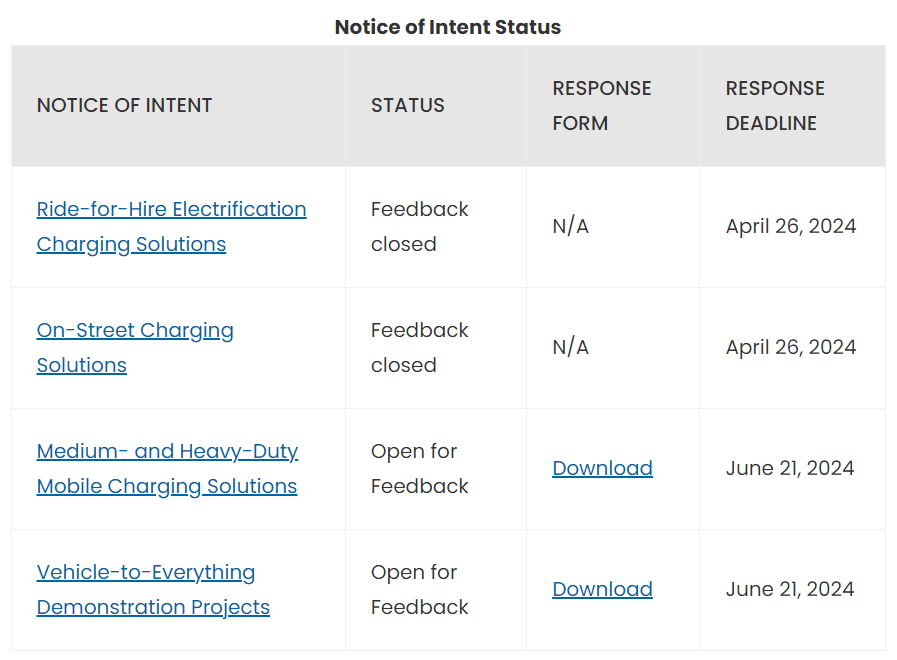 Notice of Intent Status
NOTICE OF INTENT
STATUS
RESPONSE
FORM
RESPONSE
DEADLINE
Ride-for-Hire Electrification
Charging Solutions
Feedback
closed
N/A
April 26, 2024
On-Street Charging
Solutions
Feedback
closed
N/A
April 26, 2024
Medium- and Heavy-Duty
Mobile Charging Solutions
Open for
Feedback
Download
June 21, 2024
Vehicle-to-Everything
Demonstration Projects
Open for
Feedback
Download
June 21, 2024